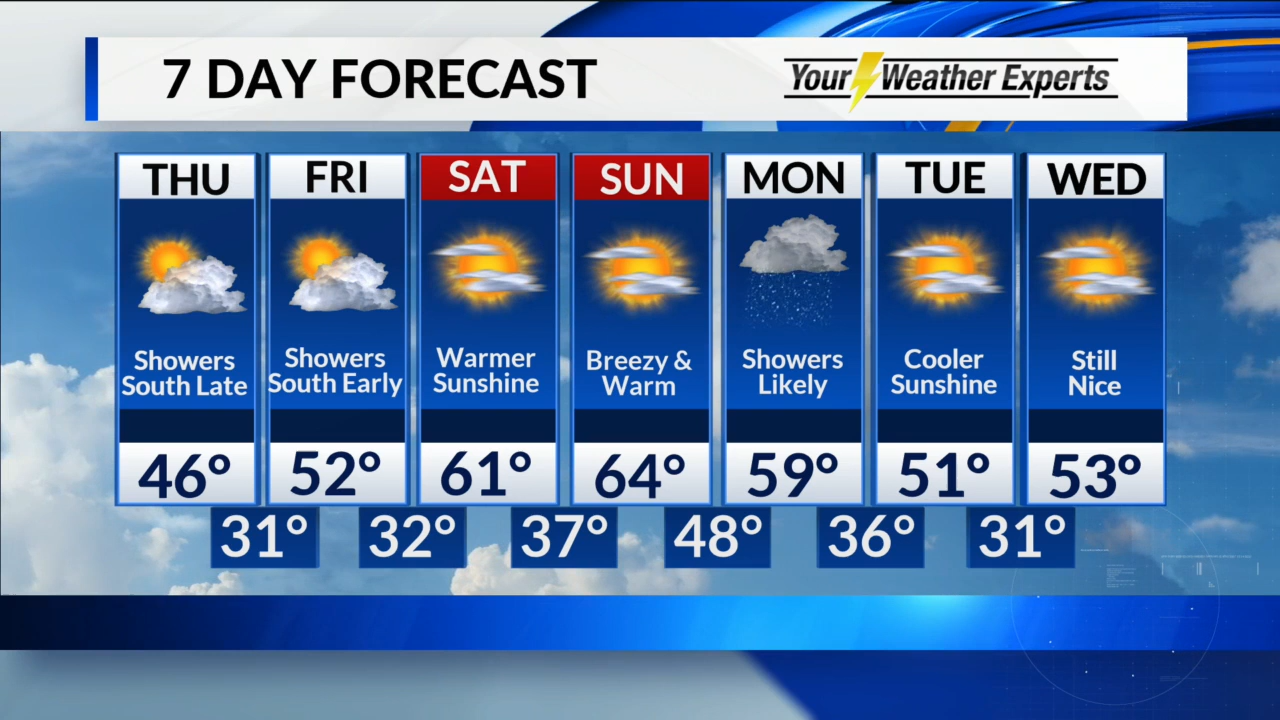 7 DAY FORECAST
Your Weather Experts
THU FRI SAT SUN MON TUE WED
Showers Showers Warmer Breezy & Showers Cooler Still
South Late South Early Sunshine Warm Likely Sunshine Nice
46° 52° 61° 64° 59° 51° 53°
31° 32° 37° 48° 36° 31°